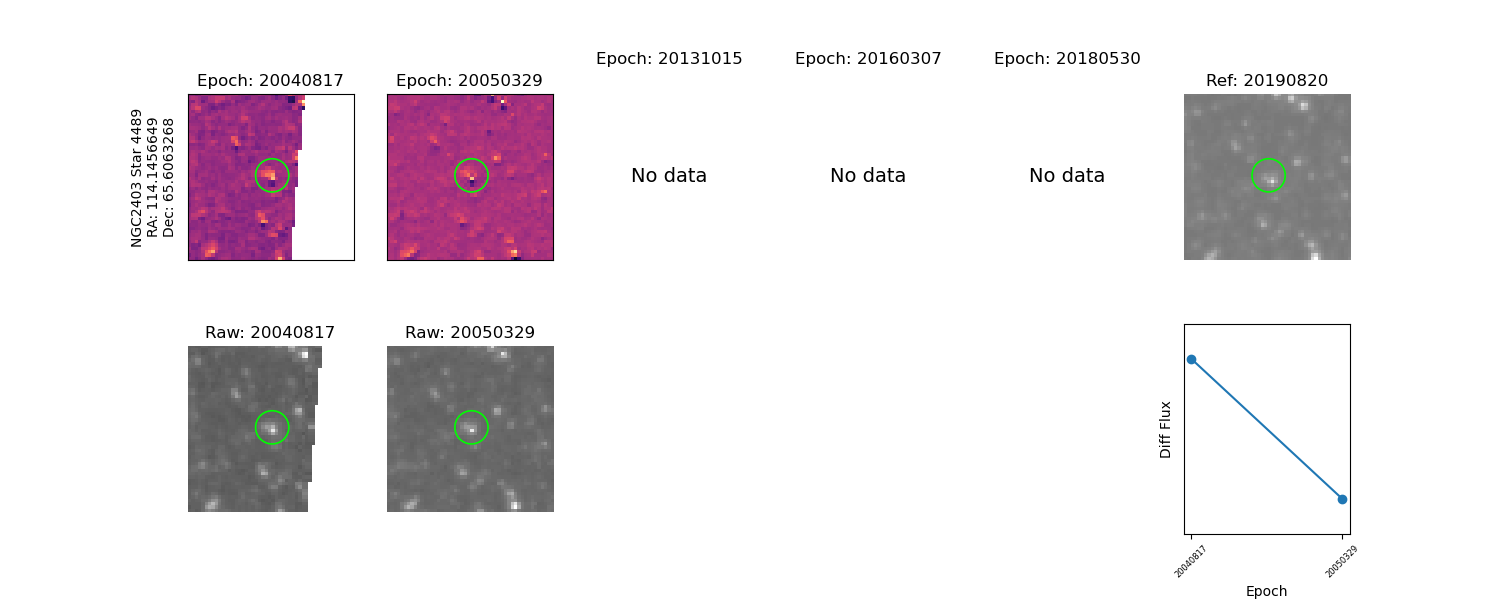 Epoch: 20040817
Epoch: 20050329
Epoch: 20131015
Epoch: 20160307
Epoch: 20180530
Ref: 20190820
NGC2403 Star 4489
RA: 114.1456649
Dec: 65.6063268
No data
No data
No data
Raw: 20040817
Raw: 20050329
Diff Flux
20040817
20050329
Epoch